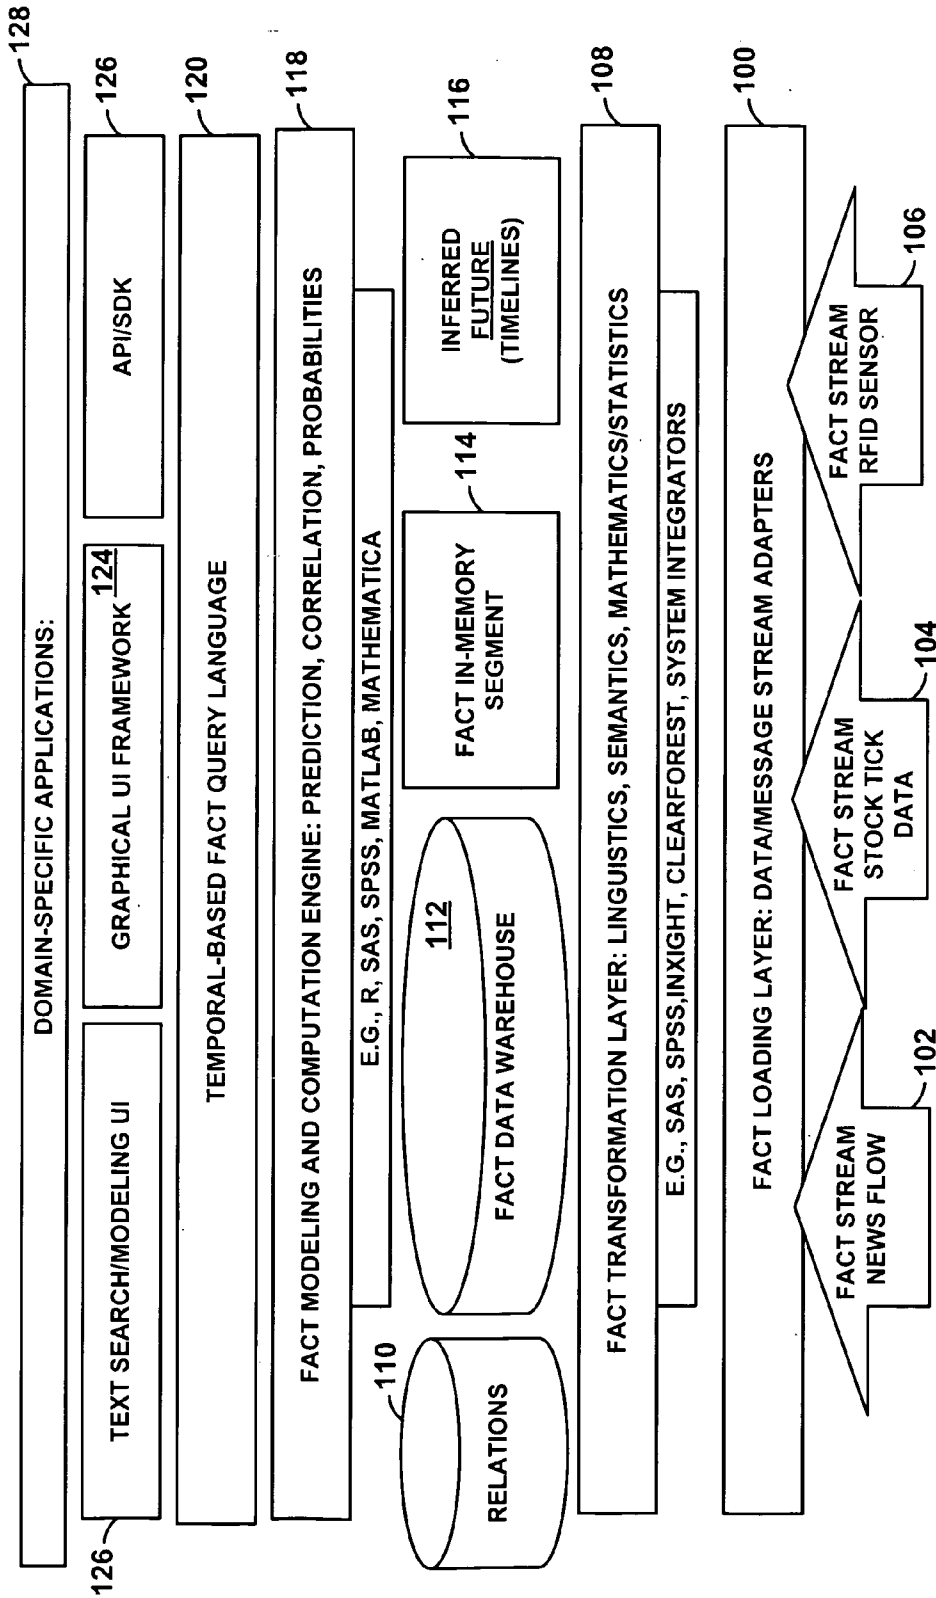 DOMAIN-SPECIFIC APPLICATIONS:
128
TEXT SEARCH/MODELING UI
126
GRAPHICAL UI FRAMEWORK
124
API/SDK
126
TEMPORAL-BASED FACT QUERY LANGUAGE
120
FACT MODELING AND COMPUTATION ENGINE: PREDICTION, CORRELATION, PROBABILITIES
118
E.G., R, SAS, SPSS, MATLAB, MATHEMATICA
110
RELATIONS
112
FACT DATA WAREHOUSE
FACT IN-MEMORY
SEGMENT
114
INFERRED
FUTURE
(TIMELINES)
116
FACT TRANSFORMATION LAYER: LINGUISTICS, SEMANTICS, MATHEMATICS/STATISTICS
108
E.G., SAS, SPSS,INXIGHT, CLEARFOREST, SYSTEM INTEGRATORS
FACT LOADING LAYER: DATA/MESSAGE STREAM ADAPTERS
100
FACT STREAM
NEWS FLOW
102
FACT STREAM
STOCK TICK
DATA
104
FACT STREAM
RFID SENSOR
106